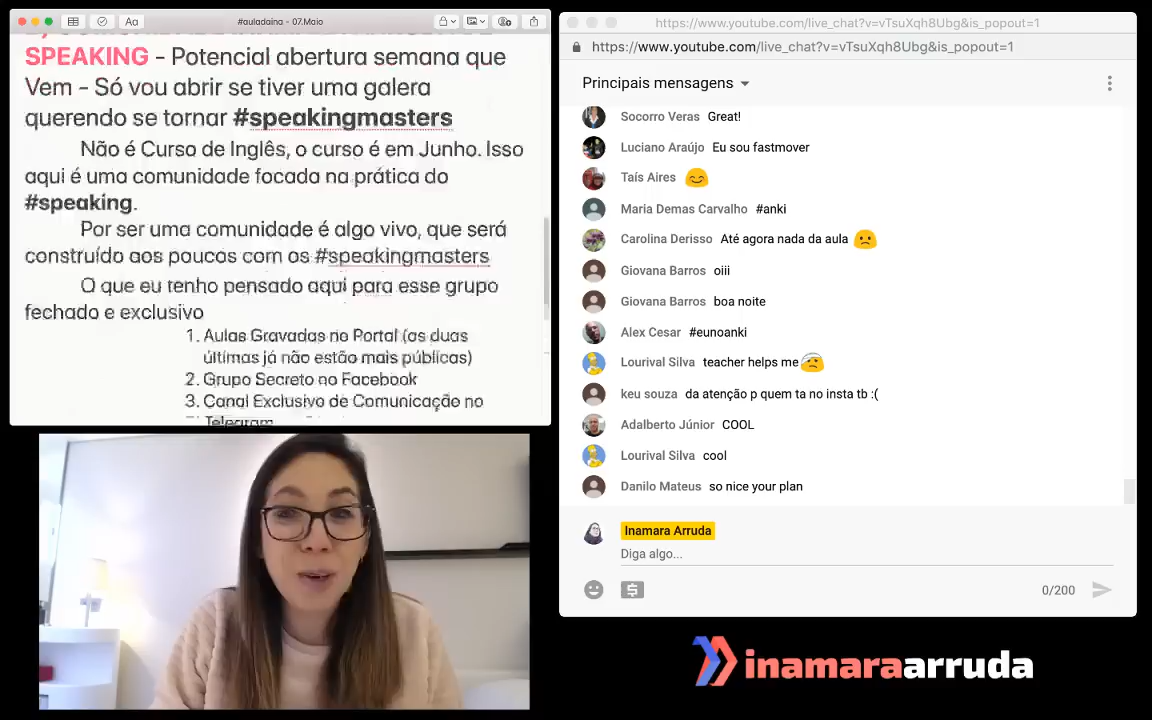 Aa
#auladaina - 07.Maio
SPEAKING - Potencial abertura semana que
Vem - Só vou abrir se tiver uma galera
querendo se tornar #speakingmasters
Não é Curso de Inglês, o curso é em Junho. Isso
aqui é uma comunidade focada na prática do
#speaking.
Por ser uma comunidade é algo vivo, que será
construído aos poucos com os #speakingmasters
O que eu tenho pensado aqui para esse grupo
fechado e exclusivo
1. Aulas Gravadas no Portal (as duas
últimas já não estão mais públicas)
2. Grupo Secreto no Facebook
3. Canal Exclusivo de Comunicação no
Telegram
https://www.youtube.com/live_chat?v=vTsuXqh8Ubg&is_popout=1
https://www.youtube.com/live_chat?v=vTsuXqh8Ubg&is_popout=1
Principais mensagens
Socorro Veras Great!
Luciano Araújo Eu sou fastmover
Taís Aires
Maria Demas Carvalho #anki
Carolina Derisso Até agora nada da aula
Giovana Barros oiii
Giovana Barros boa noite
Alex Cesar #eunoanki
Lourival Silva teacher helps me
keu souza da atenção p quem ta no insta tb :(
Adalberto Júnior COOL
Lourival Silva cool
Danilo Mateus so nice your plan
Inamara Arruda
Diga algo...
0/200
inamaraarruda